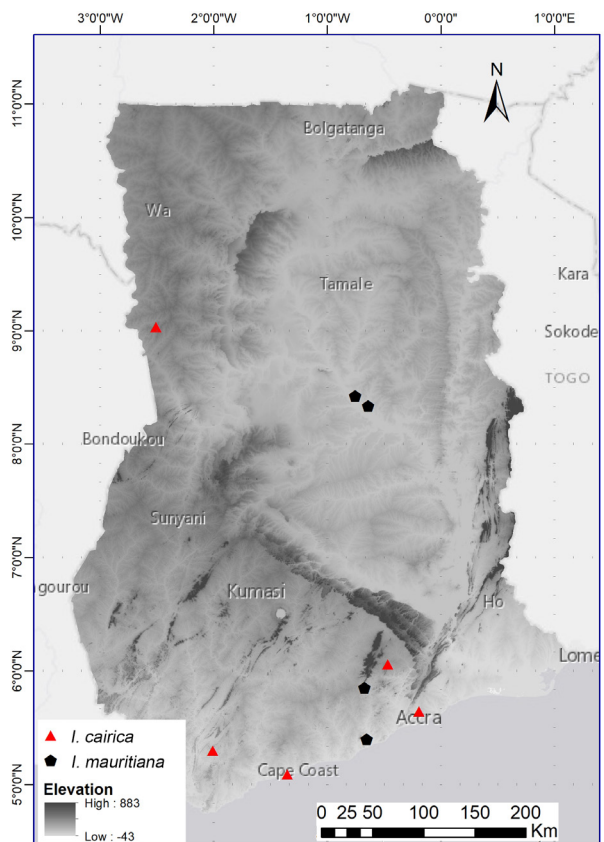 3°0'0"W 2°0'0"W 1°0'0"W 0°0'0" 1°0'0"E
N
11°0'0"N
Bolgatanga
10°0'0"N
Wa
Tamale
Kara
9°0'0"N
Sokode
TOGO
8°0'0"N
Bondoukou
Sunyani
7°0'0"N
ngourou
Kumasi
Ho
6°0'0"N
Lome
Accra
I. cairica
I. mauritiana
Cape Coast
5°0'0"N
Elevation
High : 883
Low : -43
0 25 50 100 150 200
Km